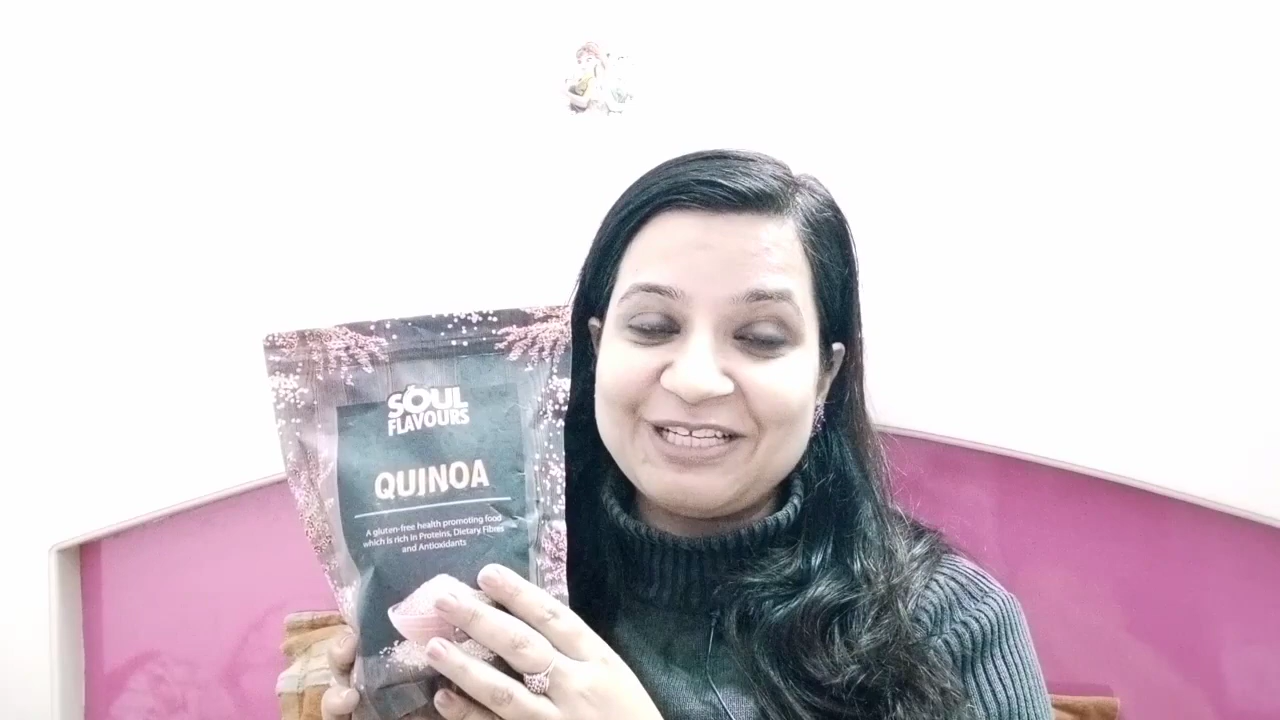 SOUL
FLAVOURS
QUINOA
A gluten-free health promoting food
which is rich in Proteins, Dietary Fibres
and Antioxidants